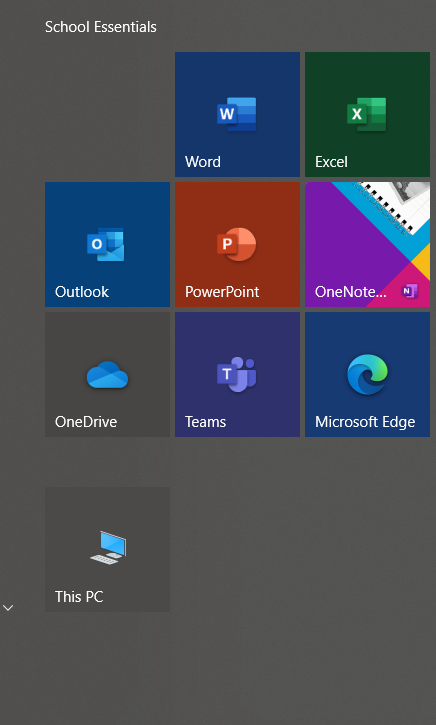 School Essentials
Word
Excel
Outlook
PowerPoint
OneNote...
OneDrive
Teams
Microsoft Edge
This PC